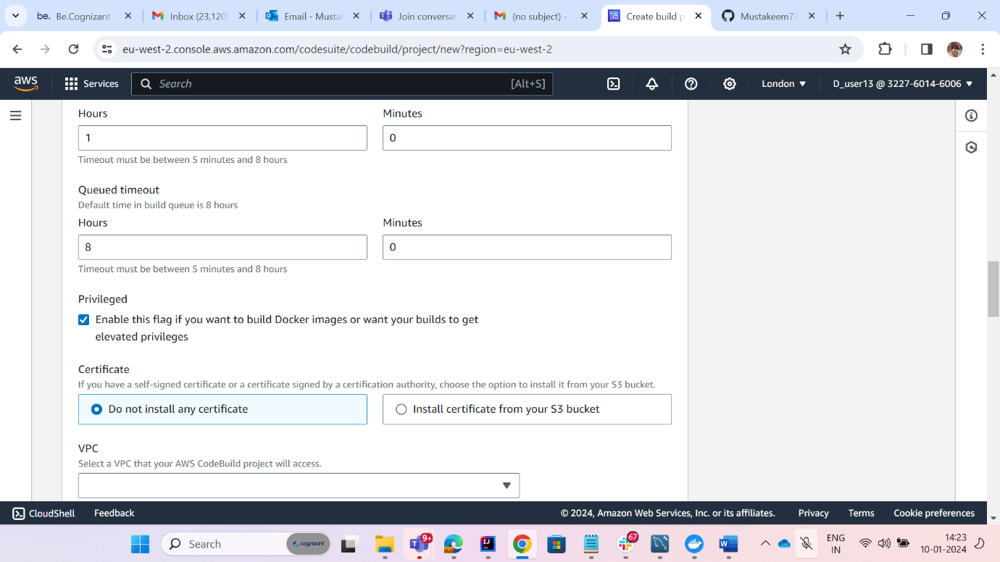 be. Be.Cognizant
Inbox (23,120)
Email - Musta
Join conversat
(no subject) -
Create build p
Mustakeem73
eu-west-2.console.aws.amazon.com/codesuite/codebuild/project/new?region=eu-west-2
aws
Services
Search
[Alt+S]
London
D_user13 @ 3227-6014-6006
Hours
Minutes
1
0
Timeout must be between 5 minutes and 8 hours
Queued timeout
Default time in build queue is 8 hours
Hours
Minutes
8
0
Timeout must be between 5 minutes and 8 hours
Privileged
Enable this flag if you want to build Docker images or want your builds to get
elevated privileges
Certificate
If you have a self-signed certificate or a certificate signed by a certification authority, choose the option to install it from your S3 bucket.
Do not install any certificate
Install certificate from your S3 bucket
VPC
Select a VPC that your AWS CodeBuild project will access.
CloudShell
Feedback
© 2024, Amazon Web Services, Inc. or its affiliates.
Privacy
Terms
Cookie preferences
Search
cognizant
9+
67
ENG
IN
14:23
10-01-2024